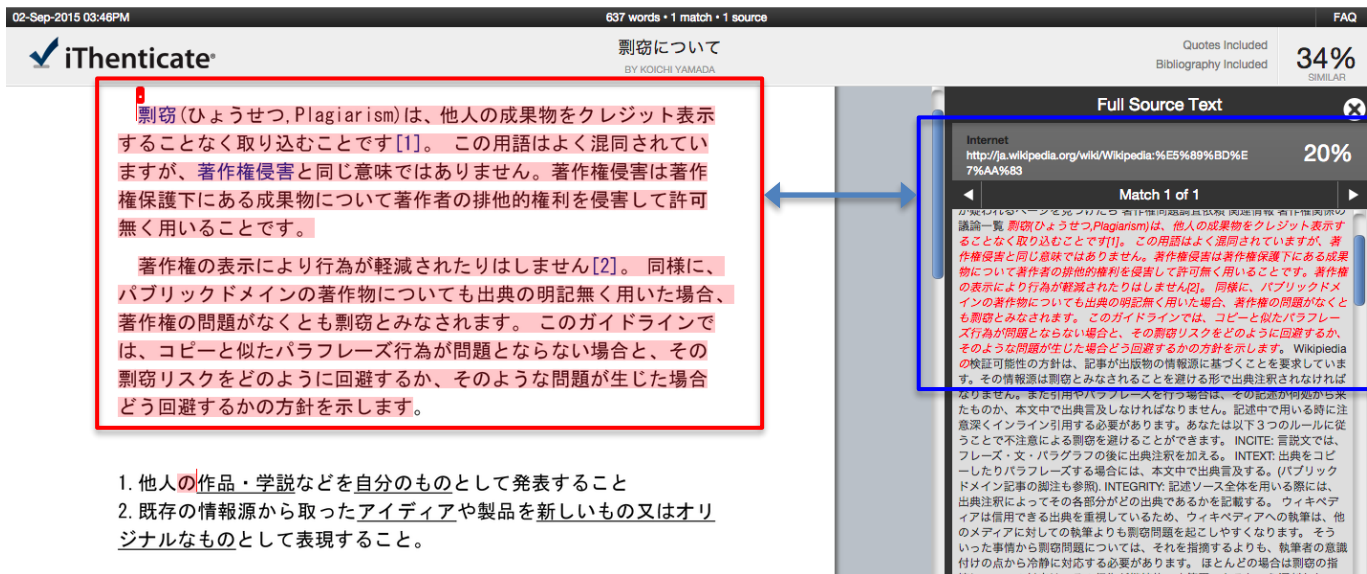 02-Sep-2015 03:46PM
637 words • 1 match • 1 source
FAQ
iThenticate®
剽窃について
BY KOICHI YAMADA
Quotes Included
Bibliography Included
34%
SIMILAR
剽窃(ひょうせつ,Plagiarism)は、他人の成果物をクレジット表示
することなく取り込むことです[1]。 この用語はよく混同されてい
ますが、著作権侵害と同じ意味ではありません。著作権侵害は著作
権保護下にある成果物について著作者の排他的権利を侵害して許可
無く用いることです。
著作権の表示により行為が軽減されたりはしません[2]。 同様に、
パブリックドメインの著作物についても出典の明記無く用いた場合、
著作権の問題がなくとも剽窃とみなされます。 このガイドラインで
は、コピーと似たパラフレーズ行為が問題とならない場合と、その
剽窃リスクをどのように回避するか、そのような問題が生じた場合
どう回避するかの方針を示します。
1. 他人の作品・学説などを自分のものとして発表すること
2. 既存の情報源から取ったアイディアや製品を新しいもの又はオリ
ジナルなものとして表現すること。
Full Source Text
Internet
http://ja.wikipedia.org/wiki/Wikipedia:%E5%89%BD%E
7%AA%83
20%
Match 1 of 1
が疑われるページを見つけたら 著作権問題調査依頼 関連情報 著作権関係の
議論一覧 剽窃(ひょうせつ,Plagiarism)は、他人の成果物をクレジット表示す
ることなく取り込むことです[1]。 この用語はよく混同されていますが、著
作権侵害と同じ意味ではありません。著作権侵害は著作権保護下にある成果
物について著作者の排他的権利を侵害して許可無く用いることです。著作権
の表示により行為が軽減されたりはしません[2]。 同様に、パブリックドメ
インの著作物についても出典の明記無く用いた場合、著作権の問題がなくと
も剽窃とみなされます。 このガイドラインでは、コピーと似たパラフレー
ズ行為が問題とならない場合と、その剽窃リスクをどのように回避するか、
そのような問題が生じた場合どう回避するかの方針を示します。 Wikipiedia
の検証可能性の方針は、記事が出版物の情報源に基づくことを要求していま
す。その情報源は剽窃とみなされることを避ける形で出典注釈されなければ
なりません。また引用やパラフレーズを行う場合は、その記述が何処から来
たものか、本文中で出典言及しなければなりません。記述中で用いる時に注
意深くインライン引用する必要があります。あなたは以下３つのルールに従
うことで不注意による剽窃を避けることができます。 INCITE: 言説文では、
フレーズ・文・パラグラフの後に出典注釈を加える。 INTEXT: 出典をコピ
ーしたりパラフレーズする場合には、本文中で出典言及する。(パブリック
ドメイン記事の脚注も参照). INTEGRITY: 記述ソース全体を用いる際には、
出典注釈によってその各部分がどの出典であるかを記載する。 ウィキペデ
ィアは信用できる出典を重視しているため、ウィキペディアへの執筆は、他
のメディアに対しての執筆よりも剽窃問題を起こしやすくなります。 そう
いった事情から剽窃問題については、それを指摘するよりも、執筆者の意識
付けの点から冷静に対応する必要があります。 ほとんどの場合は剽窃の指